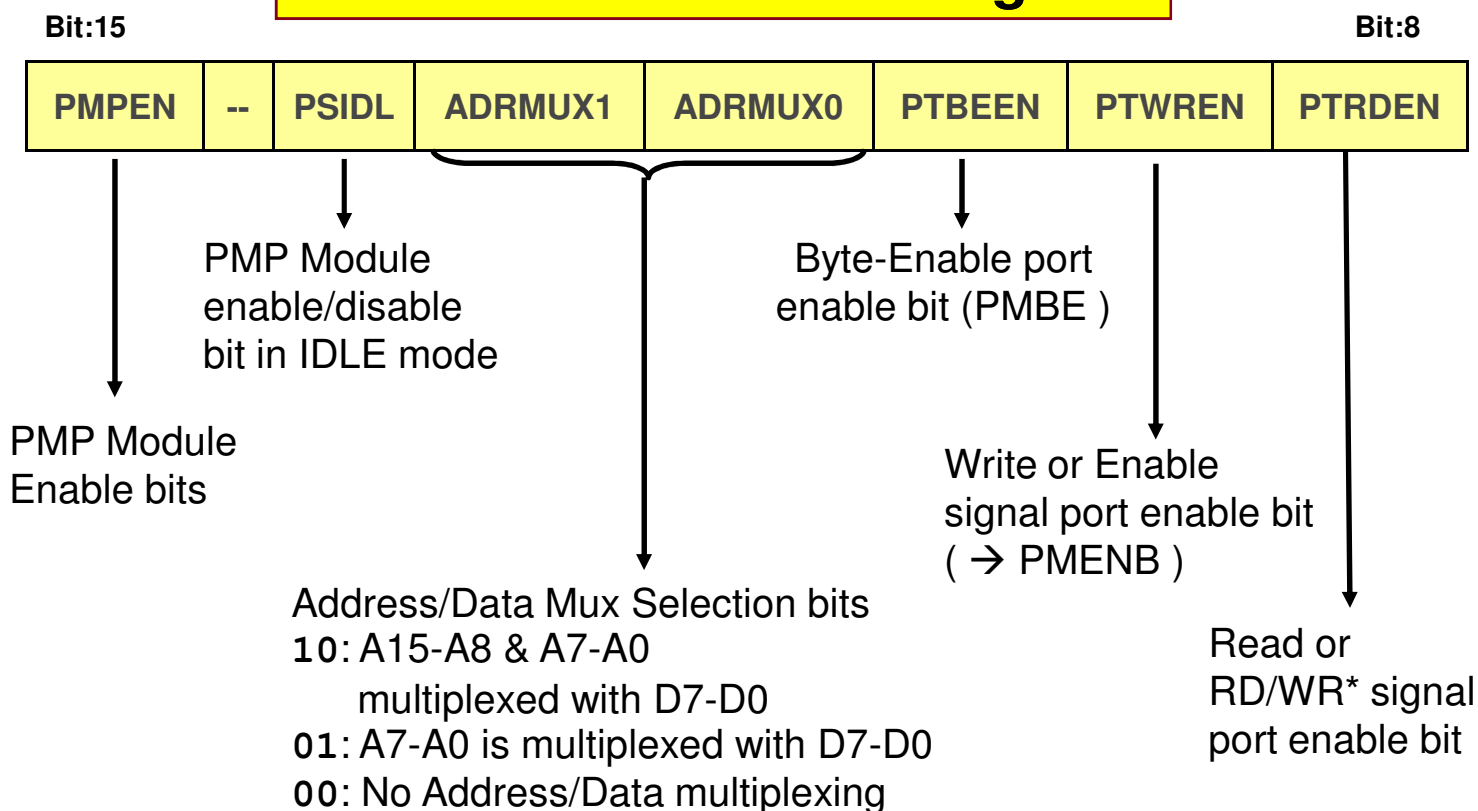 Bit:15
Bit:8
PMPEN
--
PSIDL
ADRMUX1
ADRMUX0
PTBEEN
PTWREN
PTRDEN
PMP Module
enable/disable
bit in IDLE mode
Byte-Enable port
enable bit (PMBE )
PMP Module
Enable bits
Write or Enable
signal port enable bit
( → PMENB )
Address/Data Mux Selection bits
10: A15-A8 & A7-A0
multiplexed with D7-D0
01: A7-A0 is multiplexed with D7-D0
00: No Address/Data multiplexing
Read or
RD/WR* signal
port enable bit